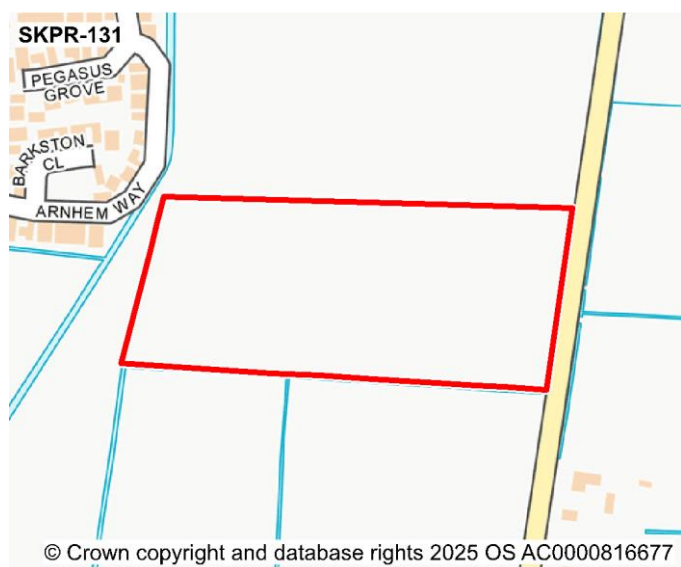 SKPR-131
PEGASUS
GROVE
BARKSTON
CL
ARNHEM WAY
© Crown copyright and database rights 2025 OS AC0000816677